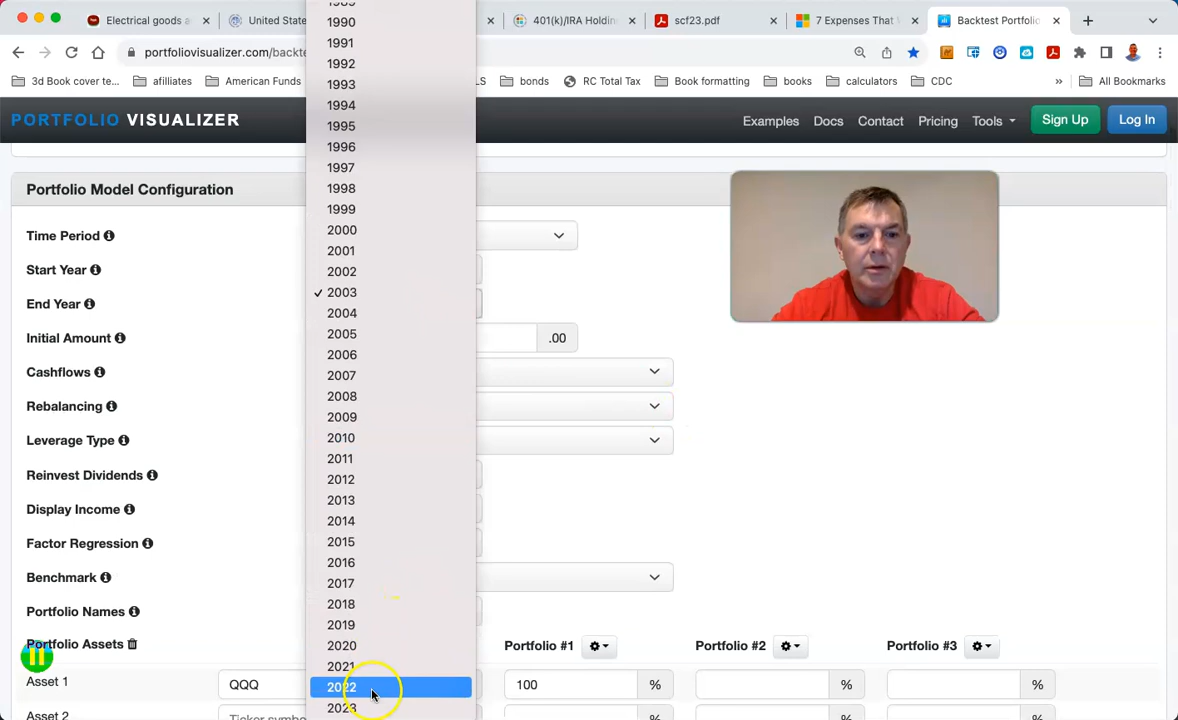 Electrical goods a
United State
401(k)/IRA Holdin
scf23.pdf
7 Expenses That
Backtest Portfolio
portfoliovisualizer.com/backte
3d Book cover te...
afilliates
American Funds
LS
bonds
RC Total Tax
Book formatting
books
calculators
CDC
»
All Bookmarks
PORTFOLIO VISUALIZER
Examples
Docs
Contact
Pricing
Tools
Sign Up
Log In
Portfolio Model Configuration
Time Period
Start Year
End Year
Initial Amount
.00
Cashflows
Rebalancing
Leverage Type
Reinvest Dividends
Display Income
Factor Regression
Benchmark
Portfolio Names
Portfolio Assets
Portfolio #1
Portfolio #2
Portfolio #3
Asset 1
QQQ
100
%
%
%
Asset 2
Ticker symbo
%
%
%
1989
1990
1991
1992
1993
1994
1995
1996
1997
1998
1999
2000
2001
2002
✓ 2003
2004
2005
2006
2007
2008
2009
2010
2011
2012
2013
2014
2015
2016
2017
2018
2019
2020
2021
2022
2023